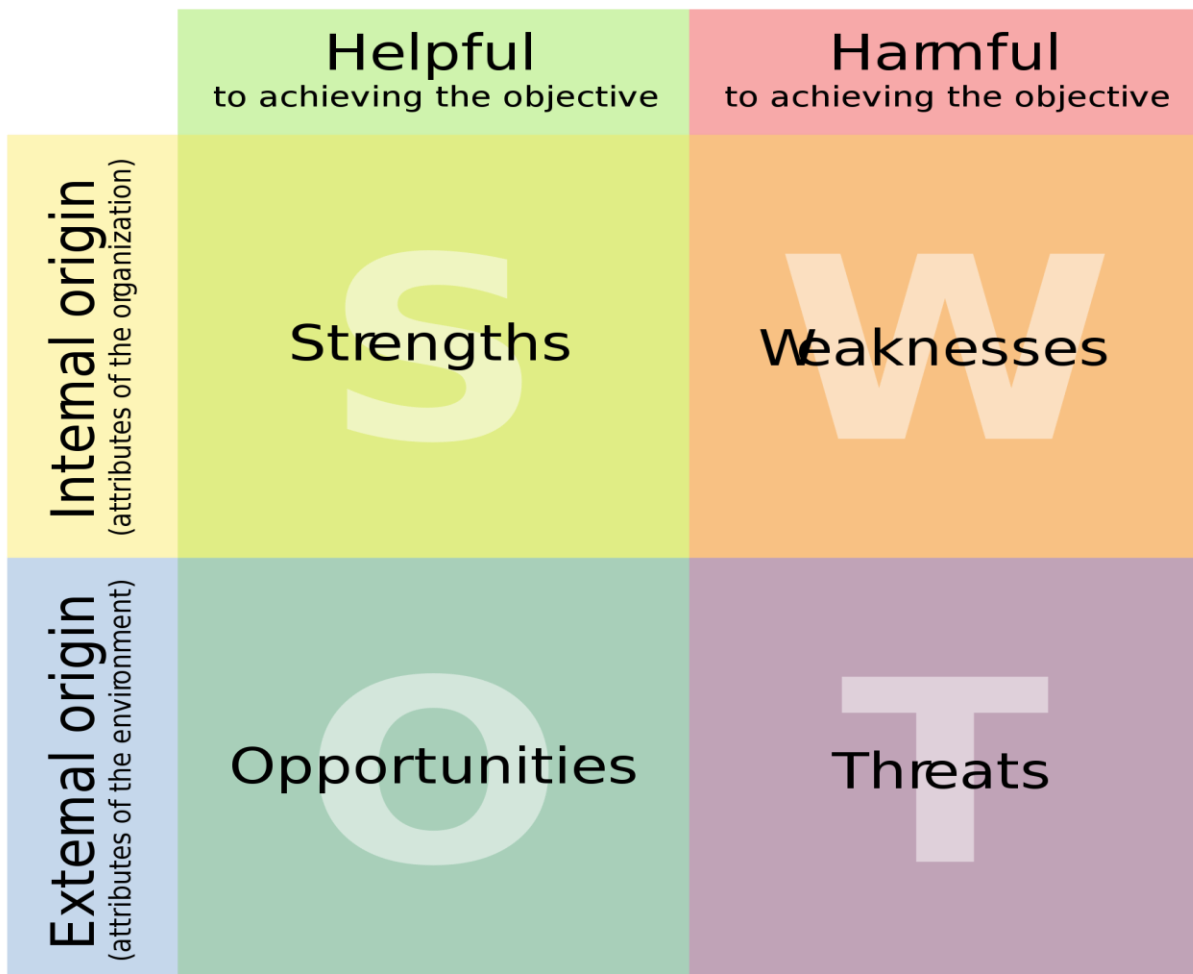 Helpful
to achieving the objective
Harmful
to achieving the objective
Internal origin
(attributes of the organization)
S
Strengths
W
Weaknesses
External origin
(attributes of the environment)
O
Opportunities
T
Threats